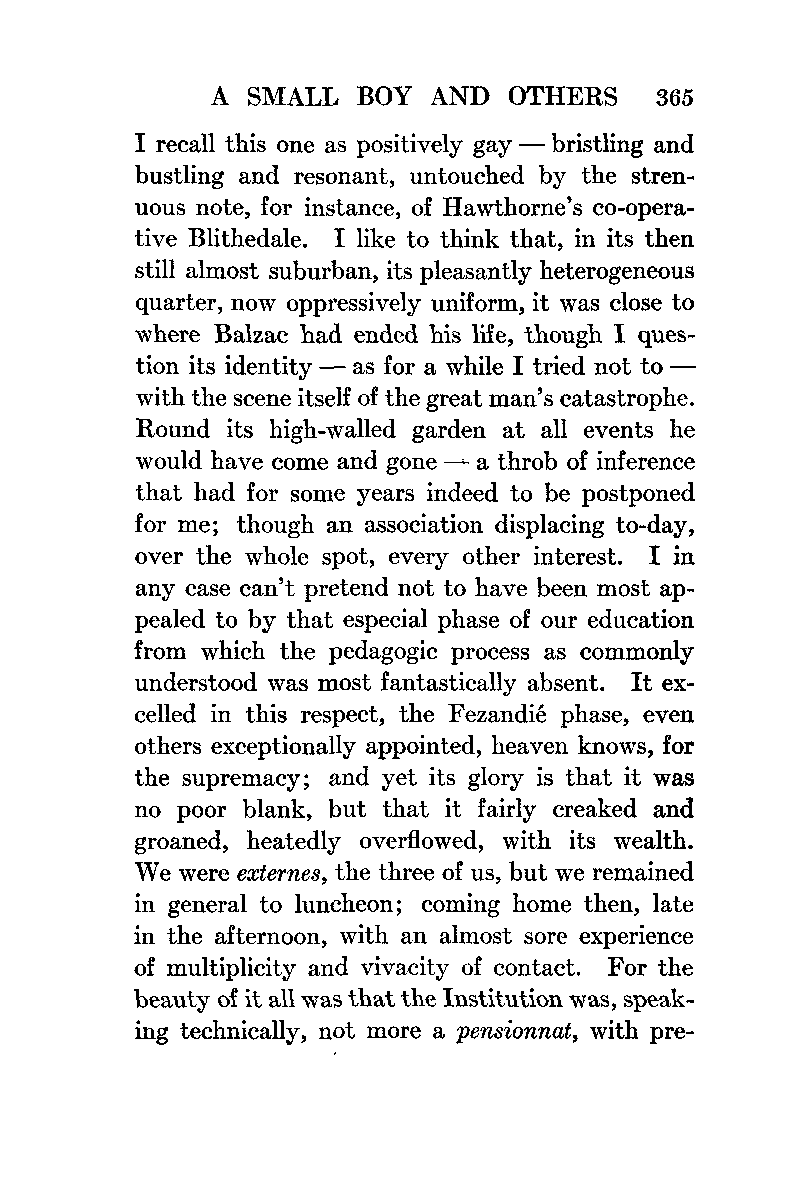 A SMALL BOY AND OTHERS 365
I recall this one as positively gay — bristling and
bustling and resonant, untouched by the stren-
uous note, for instance, of Hawthorne's co-opera-
tive Blithedale. I like to think that, in its then
still almost suburban, its pleasantly heterogeneous
quarter, now oppressively uniform, it was close to
where Balzac had ended his life, though I ques-
tion its identity — as for a while I tried not to —
with the scene itself of the great man's catastrophe.
Round its high-walled garden at all events he
would have come and gone — a throb of inference
that had for some years indeed to be postponed
for me; though an association displacing to-day,
over the whole spot, every other interest. I in
any case can't pretend not to have been most ap-
pealed to by that especial phase of our education
from which the pedagogic process as commonly
understood was most fantastically absent. It ex-
celled in this respect, the Fezandié phase, even
others exceptionally appointed, heaven knows, for
the supremacy; and yet its glory is that it was
no poor blank, but that it fairly creaked and
groaned, heatedly overflowed, with its wealth.
We were externes, the three of us, but we remained
in general to luncheon; coming home then, late
in the afternoon, with an almost sore experience
of multiplicity and vivacity of contact. For the
beauty of it all was that the Institution was, speak-
ing technically, not more a pensionnat, with pre-